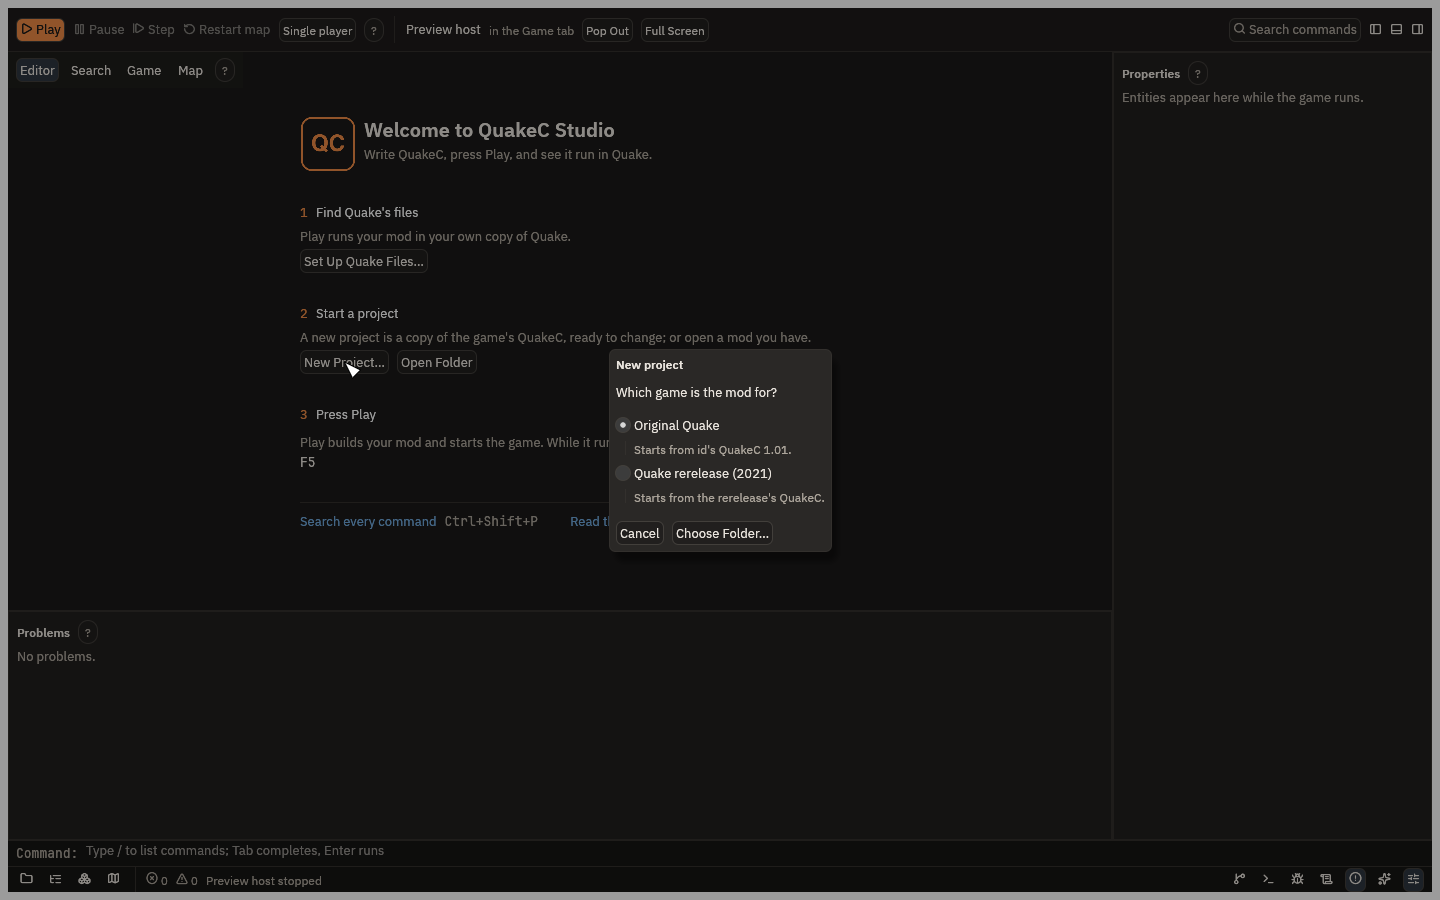 Play Pause Step Restart map Single player ? Preview host in the Game tab Pop Out Full Screen Search commands
Editor Search Game Map ?
Properties ?
Entities appear here while the game runs.
QC
Welcome to QuakeC Studio
Write QuakeC, press Play, and see it run in Quake.
1 Find Quake's files
Play runs your mod in your own copy of Quake.
Set Up Quake Files...
2 Start a project
A new project is a copy of the game's QuakeC, ready to change; or open a mod you have.
New Project... Open Folder
3 Press Play
Play builds your mod and starts the game. While it
F5
Search every command Ctrl+Shift+P Read
New project
Which game is the mod for?
Original Quake
Starts from id's QuakeC 1.01.
Quake rerelease (2021)
Starts from the rerelease's QuakeC.
Cancel Choose Folder...
Problems ?
No problems.
Command: Type / to list commands; Tab completes, Enter runs
0 0 Preview host stopped